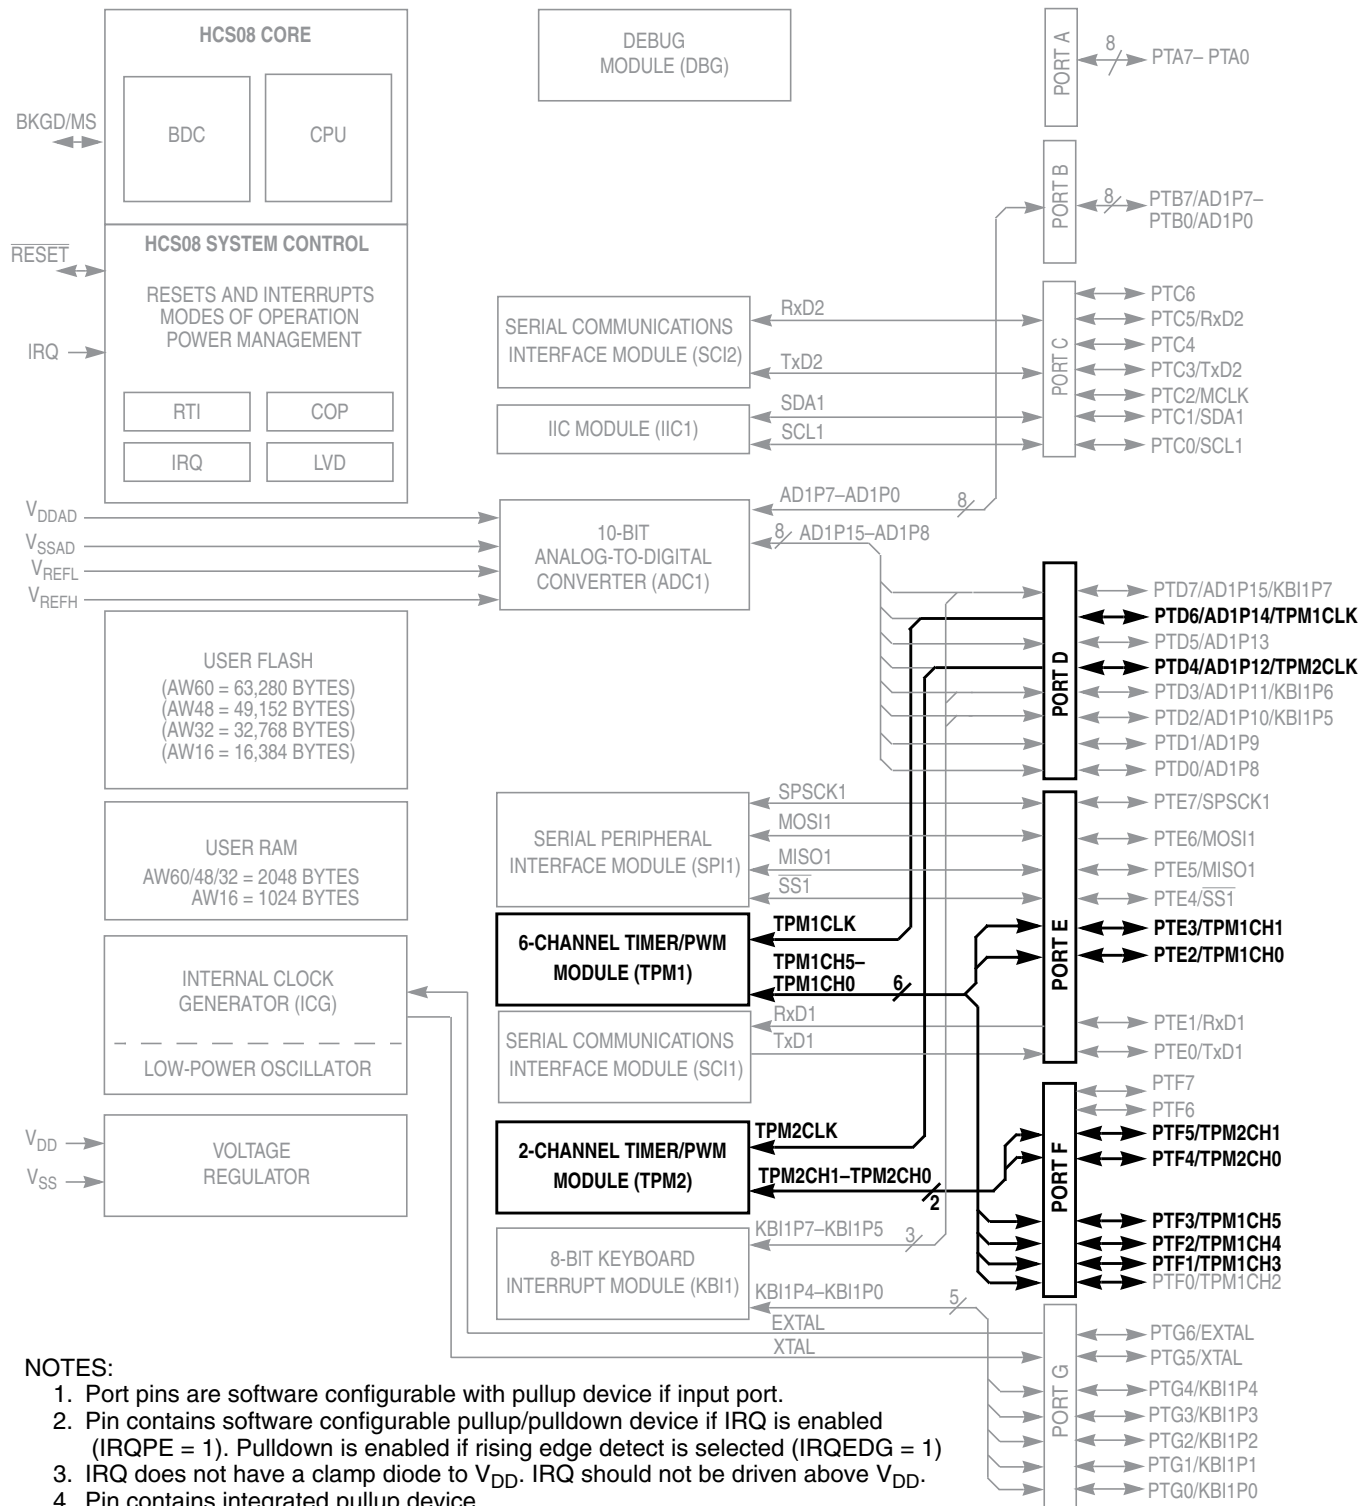 HCS08 CORE
BDC
CPU
BKGD/MS
HCS08 SYSTEM CONTROL
RESET
RESETS AND INTERRUPTS
MODES OF OPERATION
POWER MANAGEMENT
IRQ
RTI
COP
IRQ
LVD
VDDAD
VSSAD
VREFL
VREFH
USER FLASH
(AW60 = 63,280 BYTES)
(AW48 = 49,152 BYTES)
(AW32 = 32,768 BYTES)
(AW16 = 16,384 BYTES)
USER RAM
AW60/48/32 = 2048 BYTES
AW16 = 1024 BYTES
INTERNAL CLOCK
GENERATOR (ICG)
LOW-POWER OSCILLATOR
VDD
VSS
VOLTAGE
REGULATOR
DEBUG
MODULE (DBG)
SERIAL COMMUNICATIONS
INTERFACE MODULE (SCI2)
RxD2
TxD2
IIC MODULE (IIC1)
SDA1
SCL1
10-BIT
ANALOG-TO-DIGITAL
CONVERTER (ADC1)
AD1P7–AD1P0
8
8
AD1P15–AD1P8
SERIAL PERIPHERAL
INTERFACE MODULE (SPI1)
SPSCK1
MOSI1
MISO1
SS1
6-CHANNEL TIMER/PWM
MODULE (TPM1)
TPM1CLK
TPM1CH5–
TPM1CH0
6
SERIAL COMMUNICATIONS
INTERFACE MODULE (SCI1)
RxD1
TxD1
2-CHANNEL TIMER/PWM
MODULE (TPM2)
TPM2CLK
TPM2CH1–TPM2CH0
2
8-BIT KEYBOARD
INTERRUPT MODULE (KBI1)
KBI1P7–KBI1P5
3
KBI1P4–KBI1P0
5
EXTAL
XTAL
PORT A
8
PTA7– PTA0
PORT B
8
PTB7/AD1P7–
PTB0/AD1P0
PORT C
PTC6
PTC5/RxD2
PTC4
PTC3/TxD2
PTC2/MCLK
PTC1/SDA1
PTC0/SCL1
PORT D
PTD7/AD1P15/KBI1P7
PTD6/AD1P14/TPM1CLK
PTD5/AD1P13
PTD4/AD1P12/TPM2CLK
PTD3/AD1P11/KBI1P6
PTD2/AD1P10/KBI1P5
PTD1/AD1P9
PTD0/AD1P8
PORT E
PTE7/SPSCK1
PTE6/MOSI1
PTE5/MISO1
PTE4/SS1
PTE3/TPM1CH1
PTE2/TPM1CH0
PTE1/RxD1
PTE0/TxD1
PORT F
PTF7
PTF6
PTF5/TPM2CH1
PTF4/TPM2CH0
PTF3/TPM1CH5
PTF2/TPM1CH4
PTF1/TPM1CH3
PTF0/TPM1CH2
PORT G
PTG6/EXTAL
PTG5/XTAL
PTG4/KBI1P4
PTG3/KBI1P3
PTG2/KBI1P2
PTG1/KBI1P1
PTG0/KBI1P0
NOTES:
1. Port pins are software configurable with pullup device if input port.
2. Pin contains software configurable pullup/pulldown device if IRQ is enabled
(IRQPE = 1). Pulldown is enabled if rising edge detect is selected (IRQEDG = 1)
3. IRQ does not have a clamp diode to VDD. IRQ should not be driven above VDD.
4. Pin contains integrated pullup device.